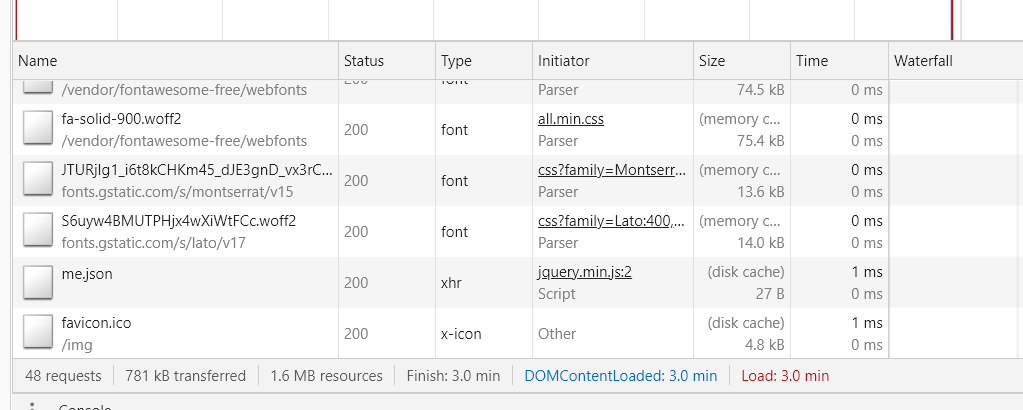 Name Status Type Initiator Size Time Waterfall
200 font
/vendor/fontawesome-free/webfonts Parser 74.5 kB 0 ms
fa-solid-900.woff2 all.min.css (memory c... 0 ms
200 font
/vendor/fontawesome-free/webfonts Parser 75.4 kB 0 ms
JTURjIg1_i6t8kCHKm45_dJE3gnD_vx3rC... css?family=Montserr... (memory c... 0 ms
200 font
fonts.gstatic.com/s/montserrat/v15 Parser 13.6 kB 0 ms
S6uyw4BMUTPHjx4wXiWtFCc.woff2 css?family=Lato:400,... (memory c... 0 ms
200 font
fonts.gstatic.com/s/lato/v17 Parser 14.0 kB 0 ms
me.json jquery.min.js:2 (disk cache) 1 ms
200 xhr
Script 27 B 0 ms
favicon.ico (disk cache) 1 ms
200 x-icon Other
/img 4.8 kB 0 ms
48 requests 781 kB transferred 1.6 MB resources Finish: 3.0 min DOMContentLoaded: 3.0 min Load: 3.0 min
Console